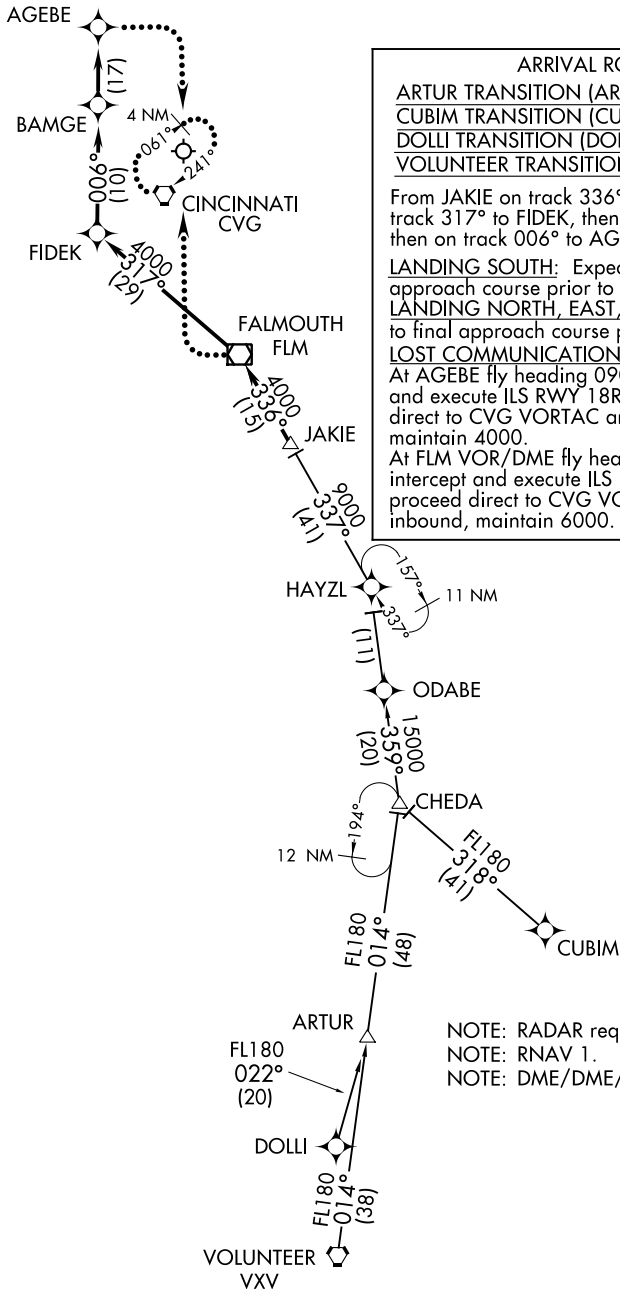 AGEBE
(17)
BAMGE
4 NM
061°
241°
006°
(10)
CINCINNATI
CVG
FIDEK
4000
317°
(29)
FALMOUTH
FLM
4000
336°
(15)
JAKIE
9000
337°
(41)
HAYZL
157°
337°
11 NM
(11)
ODABE
15000
359°
(20)
CHEDA
194°
12 NM
FL180
318°
(41)
CUBIM
FL180
014°
(48)
ARTUR
FL180
022°
(20)
DOLLI
FL180
014°
(38)
VOLUNTEER
VXV
ARRIVAL RO
ARTUR TRANSITION (AR
CUBIM TRANSITION (CU
DOLLI TRANSITION (DO
VOLUNTEER TRANSITION
From JAKIE on track 336°
track 317° to FIDEK, then
then on track 006° to AG
LANDING SOUTH: Expec
approach course prior to
LANDING NORTH, EAST,
to final approach course p
LOST COMMUNICATION
At AGEBE fly heading 090
and execute ILS RWY 18R
direct to CVG VORTAC an
maintain 4000.
At FLM VOR/DME fly hea
intercept and execute ILS
proceed direct to CVG VO
inbound, maintain 6000.
NOTE: RADAR req
NOTE: RNAV 1.
NOTE: DME/DME/